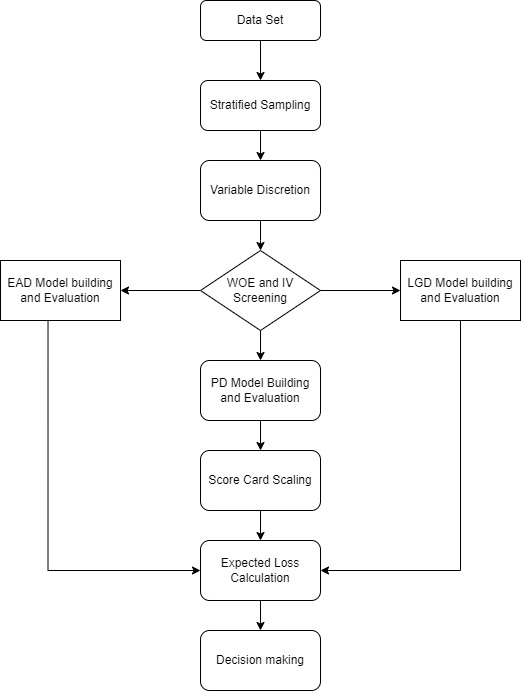 Data Set
Stratified Sampling
Variable Discretion
EAD Model building
and Evaluation
WOE and IV
Screening
LGD Model building
and Evaluation
PD Model Building
and Evaluation
Score Card Scaling
Expected Loss
Calculation
Decision making